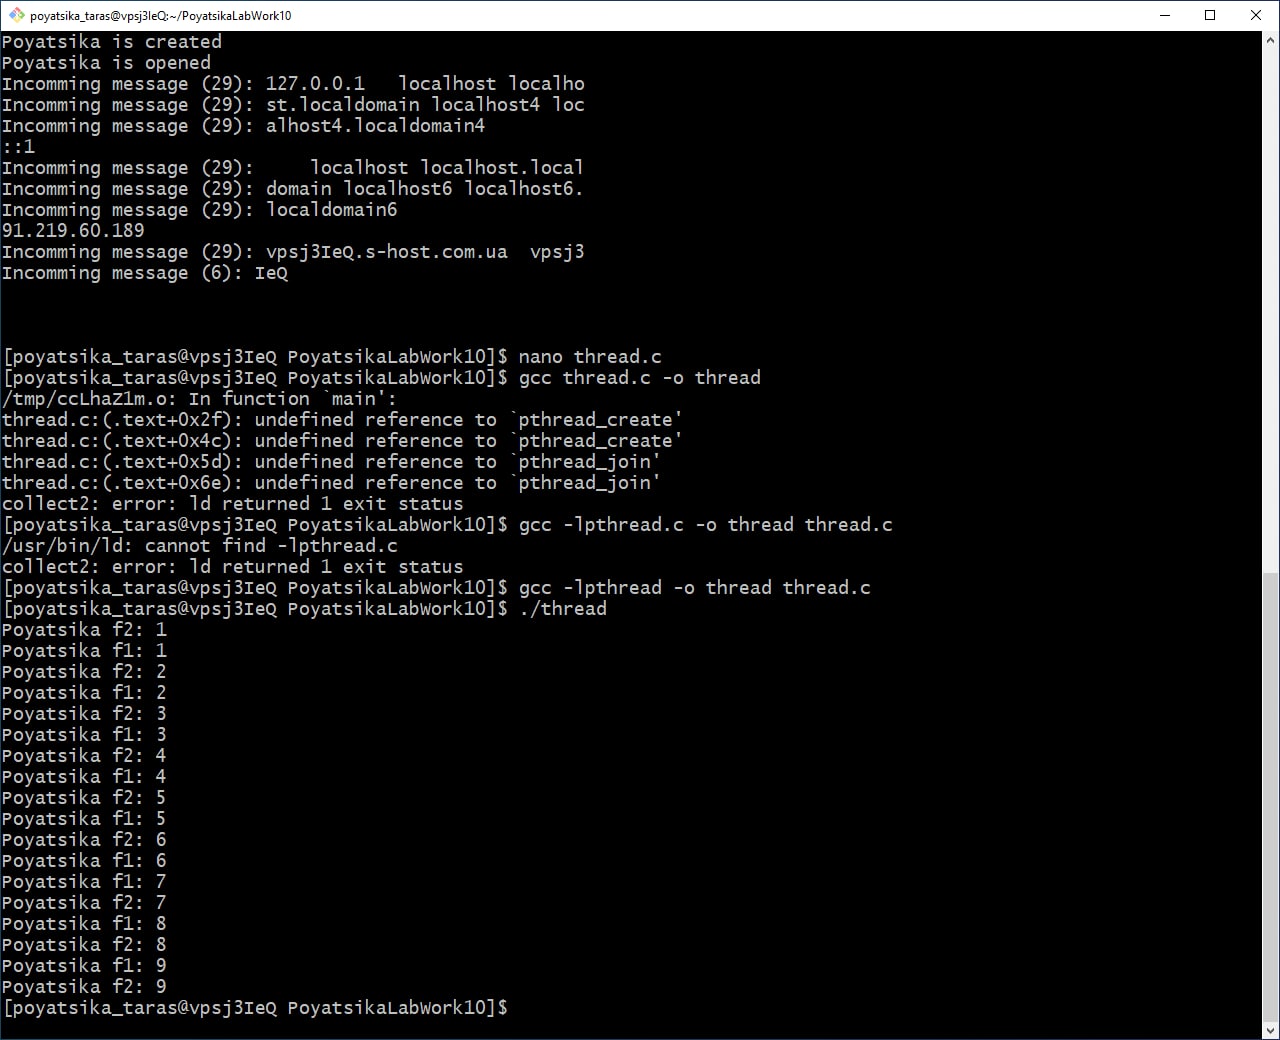 poyatsika_taras@vpsj3IeQ:~/PoyatsikaLabWork10
Poyatsika is created
Poyatsika is opened
Incomming message (29): 127.0.0.1   localhost localho
Incomming message (29): st.localdomain localhost4 loc
Incomming message (29): alhost4.localdomain4
::1
Incomming message (29):     localhost localhost.local
Incomming message (29): domain localhost6 localhost6.
Incomming message (29): localdomain6
91.219.60.189
Incomming message (29): vpsj3IeQ.s-host.com.ua  vpsj3
Incomming message (6): IeQ
[poyatsika_taras@vpsj3IeQ PoyatsikaLabWork10]$ nano thread.c
[poyatsika_taras@vpsj3IeQ PoyatsikaLabWork10]$ gcc thread.c -o thread
/tmp/ccLhaZ1m.o: In function `main':
thread.c:(.text+0x2f): undefined reference to `pthread_create'
thread.c:(.text+0x4c): undefined reference to `pthread_create'
thread.c:(.text+0x5d): undefined reference to `pthread_join'
thread.c:(.text+0x6e): undefined reference to `pthread_join'
collect2: error: ld returned 1 exit status
[poyatsika_taras@vpsj3IeQ PoyatsikaLabWork10]$ gcc -lpthread.c -o thread thread.c
/usr/bin/ld: cannot find -lpthread.c
collect2: error: ld returned 1 exit status
[poyatsika_taras@vpsj3IeQ PoyatsikaLabWork10]$ gcc -lpthread -o thread thread.c
[poyatsika_taras@vpsj3IeQ PoyatsikaLabWork10]$ ./thread
Poyatsika f2: 1
Poyatsika f1: 1
Poyatsika f2: 2
Poyatsika f1: 2
Poyatsika f2: 3
Poyatsika f1: 3
Poyatsika f2: 4
Poyatsika f1: 4
Poyatsika f2: 5
Poyatsika f1: 5
Poyatsika f2: 6
Poyatsika f1: 6
Poyatsika f1: 7
Poyatsika f2: 7
Poyatsika f1: 8
Poyatsika f2: 8
Poyatsika f1: 9
Poyatsika f2: 9
[poyatsika_taras@vpsj3IeQ PoyatsikaLabWork10]$